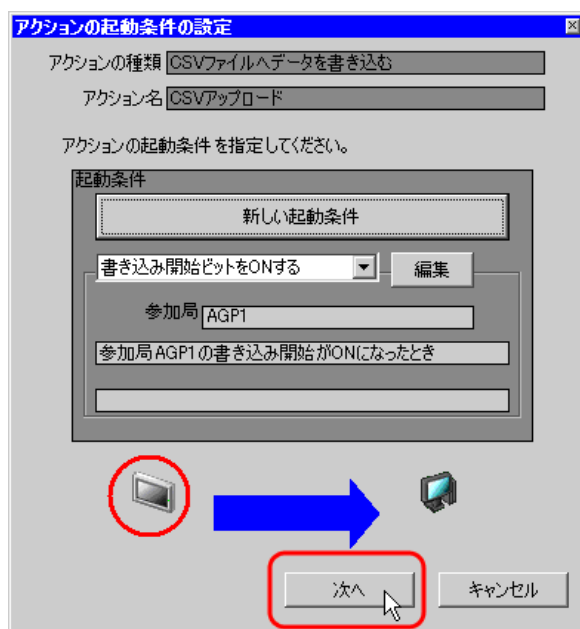 アクションの起動条件の設定
アクションの種類 CSVファイルへデータを書き込む
アクション名 CSVアップロード
アクションの起動条件を指定してください。
起動条件
新しい起動条件
書き込み開始ビットをONする 編集
参加局 AGP1
参加局AGP1の書き込み開始がONになったとき
次へ キャンセル